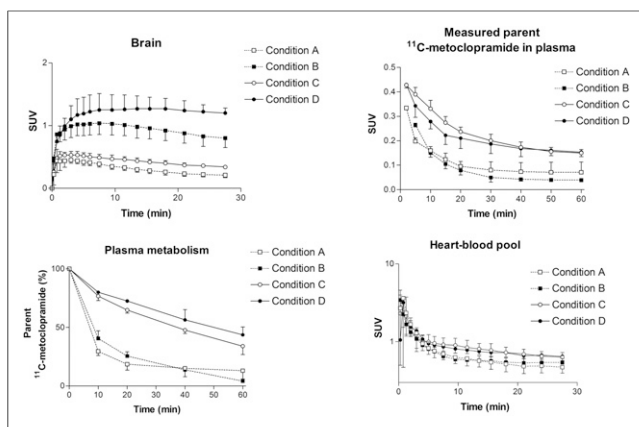 Brain
SUV
2
1
0
0
10
20
30
Time (min)
Condition A
Condition B
Condition C
Condition D
Measured parent
¹¹C-metoclopramide in plasma
SUV
0.5
0.4
0.3
0.2
0.1
0.0
0
10
20
30
40
50
60
Time (min)
Condition A
Condition B
Condition C
Condition D
Plasma metabolism
Parent
¹¹C-metoclopramide (%)
100
50
0
0
10
20
30
40
50
60
Time (min)
Condition A
Condition B
Condition C
Condition D
Heart-blood pool
SUV
10
1
0
10
20
30
Time (min)
Condition A
Condition B
Condition C
Condition D